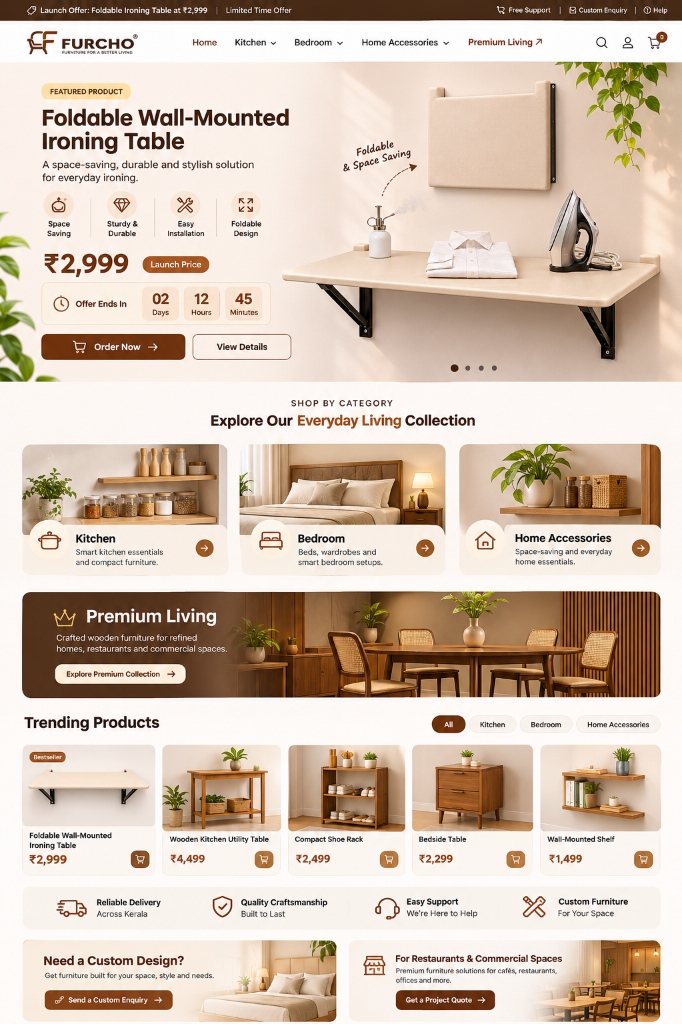 Launch Offer: Foldable Ironing Table at ₹2,999 | Limited Time Offer
Free Support | Custom Enquiry | Help
FURCHO®
FURNITURE FOR A BETTER LIVING
Home
Kitchen
Bedroom
Home Accessories
Premium Living
0
FEATURED PRODUCT
Foldable Wall-Mounted
Ironing Table
A space-saving, durable and stylish solution
for everyday ironing.
Foldable
& Space Saving
Space
Saving
Sturdy &
Durable
Easy
Installation
Foldable
Design
₹2,999
Launch Price
Offer Ends In
02
Days
12
Hours
45
Minutes
Order Now
View Details
SHOP BY CATEGORY
Explore Our Everyday Living Collection
Kitchen
Smart kitchen essentials
and compact furniture.
Bedroom
Beds, wardrobes and
smart bedroom setups.
Home Accessories
Space-saving and everyday
home essentials.
Premium Living
Crafted wooden furniture for refined
homes, restaurants and commercial spaces.
Explore Premium Collection
Trending Products
All
Kitchen
Bedroom
Home Accessories
Bestseller
Foldable Wall-Mounted
Ironing Table
₹2,999
Wooden Kitchen Utility Table
₹4,499
Compact Shoe Rack
₹2,499
Bedside Table
₹2,299
Wall-Mounted Shelf
₹1,499
Reliable Delivery
Across Kerala
Quality Craftsmanship
Built to Last
Easy Support
We're Here to Help
Custom Furniture
For Your Space
Need a Custom Design?
Get furniture built for your space, style and needs.
Send a Custom Enquiry
For Restaurants & Commercial Spaces
Premium furniture solutions for cafés, restaurants,
offices and more.
Get a Project Quote